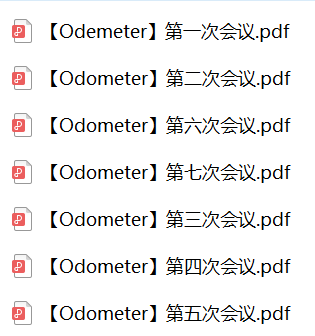 【Odemeter】第一次会议.pdf
【Odometer】第二次会议.pdf
【Odometer】第六次会议.pdf
【Odometer】第七次会议.pdf
【Odometer】第三次会议.pdf
【Odometer】第四次会议.pdf
【Odometer】第五次会议.pdf